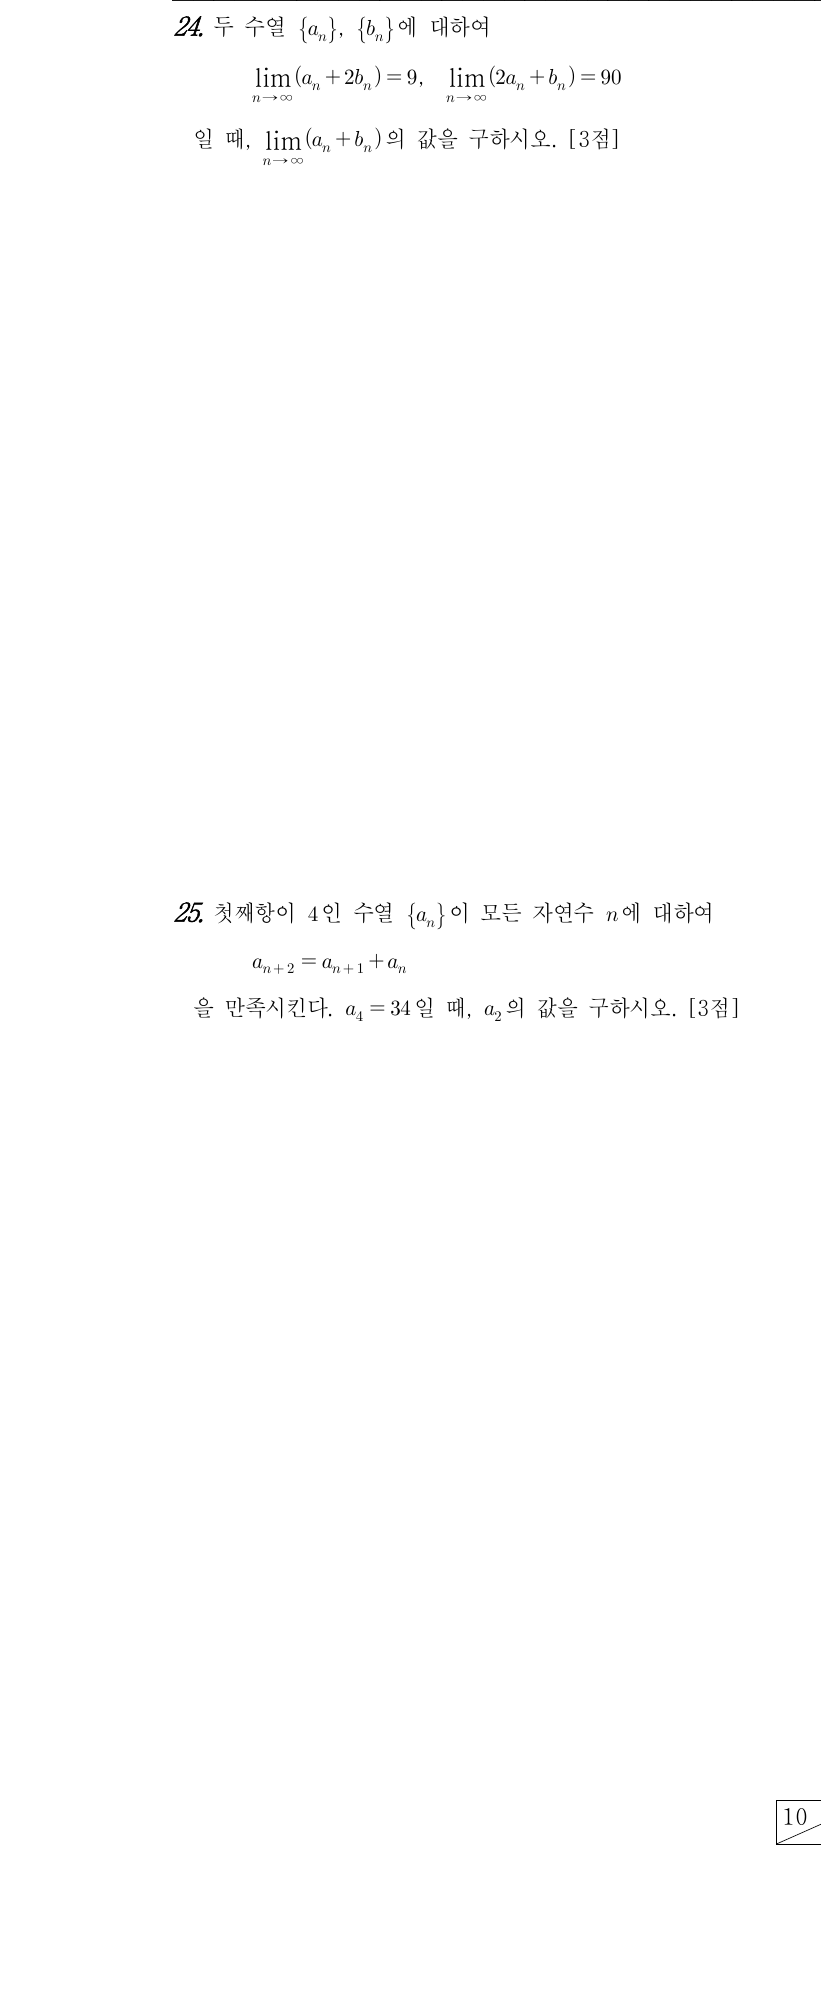 24. 두 수열 {aₙ}, {bₙ}에 대하여
lim(n→∞) (aₙ + 2bₙ) = 9, lim(n→∞) (2aₙ + bₙ) = 90
일 때, lim(n→∞) (aₙ + bₙ)의 값을 구하시오. [3점]
25. 첫째항이 4인 수열 {aₙ}이 모든 자연수 n에 대하여
aₙ₊₂ = aₙ₊₁ + aₙ
을 만족시킨다. a₄ = 34일 때, a₂의 값을 구하시오. [3점]
10